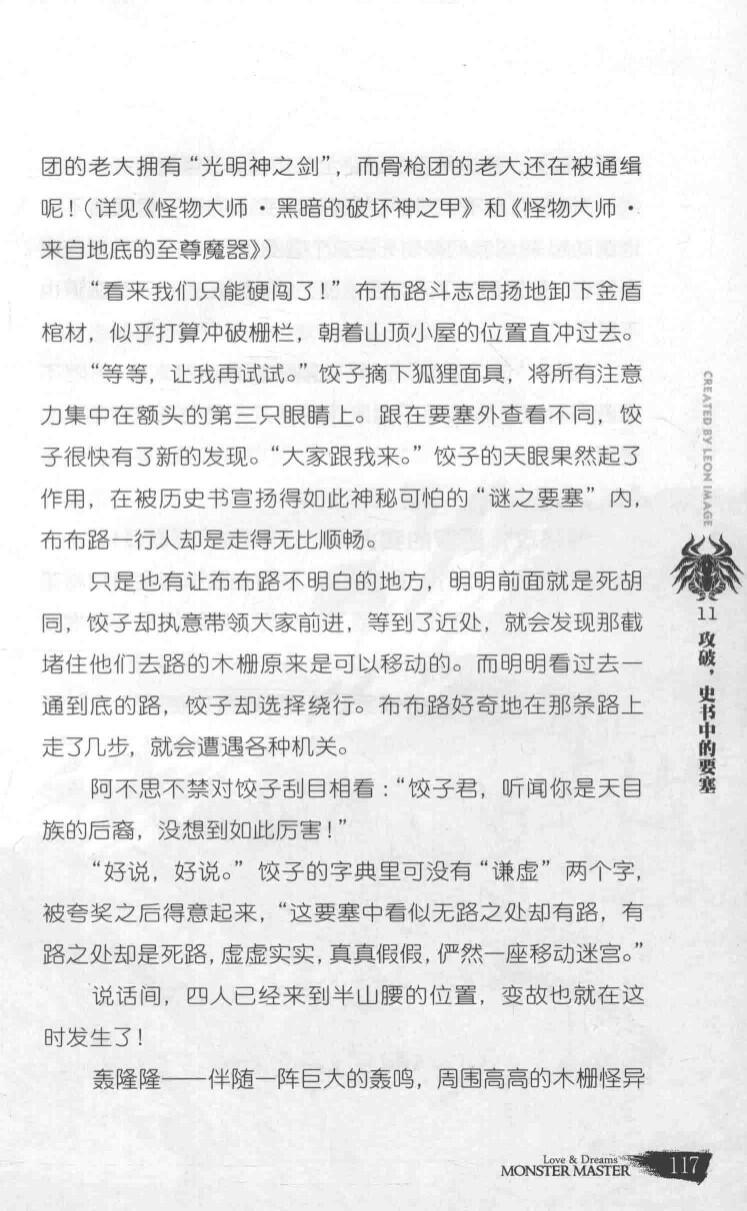 团的老大拥有“光明神之剑”，而骨枪团的老大还在被通缉
呢！（详见《怪物大师·黑暗的破坏神之甲》和《怪物大师·
来自地底的至尊魔器》）
“看来我们只能硬闯了！”布布路斗志昂扬地卸下金盾
棺材，似乎打算冲破栅栏，朝着山顶小屋的位置直冲过去。
“等等，让我再试试。”饺子摘下狐狸面具，将所有注意
力集中在额头的第三只眼睛上。跟在要塞外查看不同，饺
子很快有了新的发现。“大家跟我来。”饺子的天眼果然起了
作用，在被历史书宣扬得如此神秘可怕的“谜之要塞”内，
布布路一行人却是走得无比顺畅。
只是也有让布布路不明白的地方，明明前面就是死胡
同，饺子却执意带领大家前进，等到了近处，就会发现那截
堵住他们去路的木栅原来是可以移动的。而明明看过去一
通到底的路，饺子却选择绕行。布布路好奇地在那条路上
走了几步，就会遭遇各种机关。
阿不思不禁对饺子刮目相看：“饺子君，听闻你是天目
族的后裔，没想到如此厉害！”
“好说，好说。”饺子的字典里可没有“谦虚”两个字，
被夸奖之后得意起来，“这要塞中看似无路之处却有路，有
路之处却是死路，虚虚实实，真真假假，俨然一座移动迷宫。”
说话间，四人已经来到半山腰的位置，变故也就在这
时发生了！
轰隆隆——伴随一阵巨大的轰鸣，周围高高的木栅怪异
CREATED BY LEON IMAGE
11 攻破，史书中的要塞
Love & Dreams
MONSTER MASTER 117